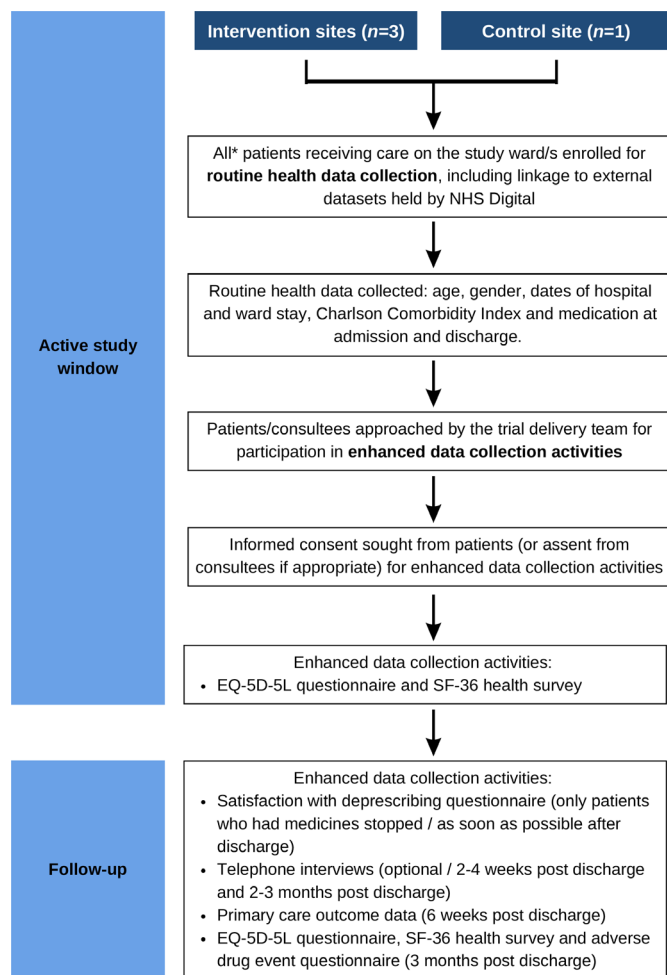 Intervention sites (n=3)
Control site (n=1)
All* patients receiving care on the study ward/s enrolled for
routine health data collection, including linkage to external
datasets held by NHS Digital
Routine health data collected: age, gender, dates of hospital
and ward stay, Charlson Comorbidity Index and medication at
admission and discharge.
Active study
window
Patients/consultees approached by the trial delivery team for
participation in enhanced data collection activities
Informed consent sought from patients (or assent from
consultees if appropriate) for enhanced data collection activities
Enhanced data collection activities:
• EQ-5D-5L questionnaire and SF-36 health survey
Follow-up
Enhanced data collection activities:
• Satisfaction with deprescribing questionnaire (only patients
who had medicines stopped / as soon as possible after
discharge)
• Telephone interviews (optional / 2-4 weeks post discharge
and 2-3 months post discharge)
• Primary care outcome data (6 weeks post discharge)
• EQ-5D-5L questionnaire, SF-36 health survey and adverse
drug event questionnaire (3 months post discharge)